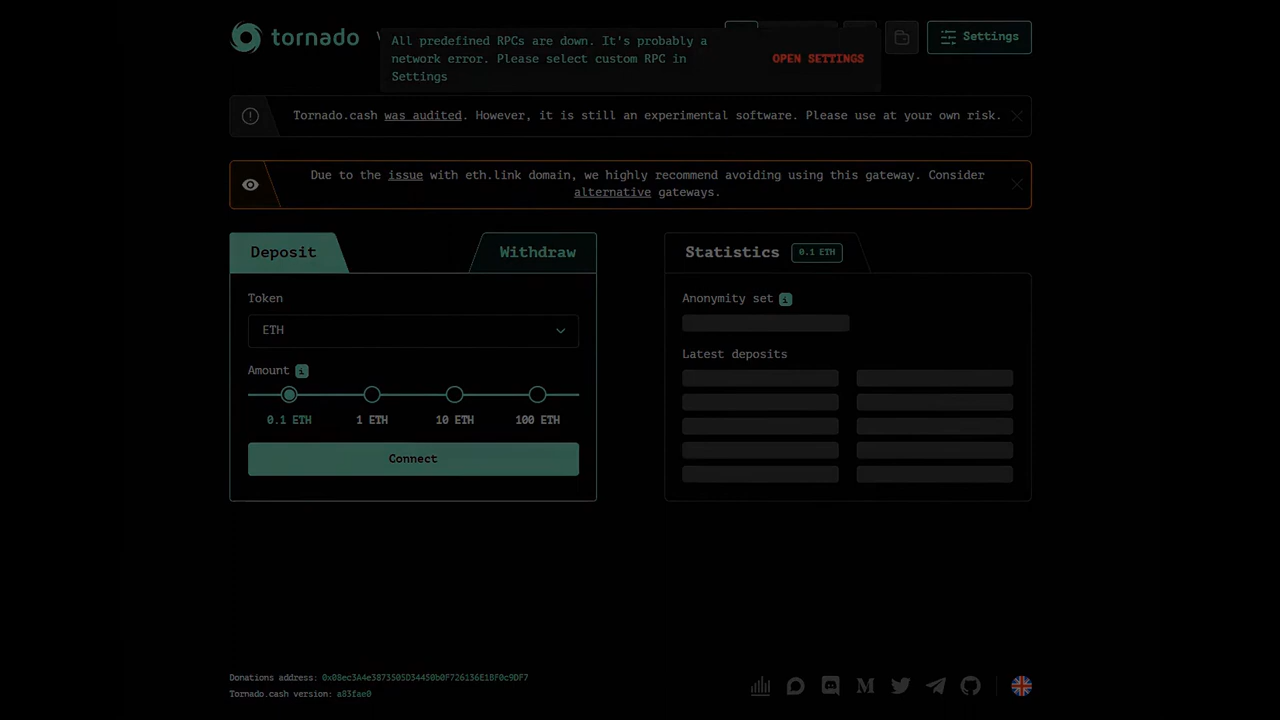 tornado
All predefined RPCs are down. It's probably a
network error. Please select custom RPC in
Settings
OPEN SETTINGS
Settings
Tornado.cash was audited. However, it is still an experimental software. Please use at your own risk.
Due to the issue with eth.link domain, we highly recommend avoiding using this gateway. Consider
alternative gateways.
Deposit
Withdraw
Token
ETH
Amount i
0.1 ETH
1 ETH
10 ETH
100 ETH
Connect
Statistics
0.1 ETH
Anonymity set i
Latest deposits
Donations address:
Tornado.cash version: a83fae0